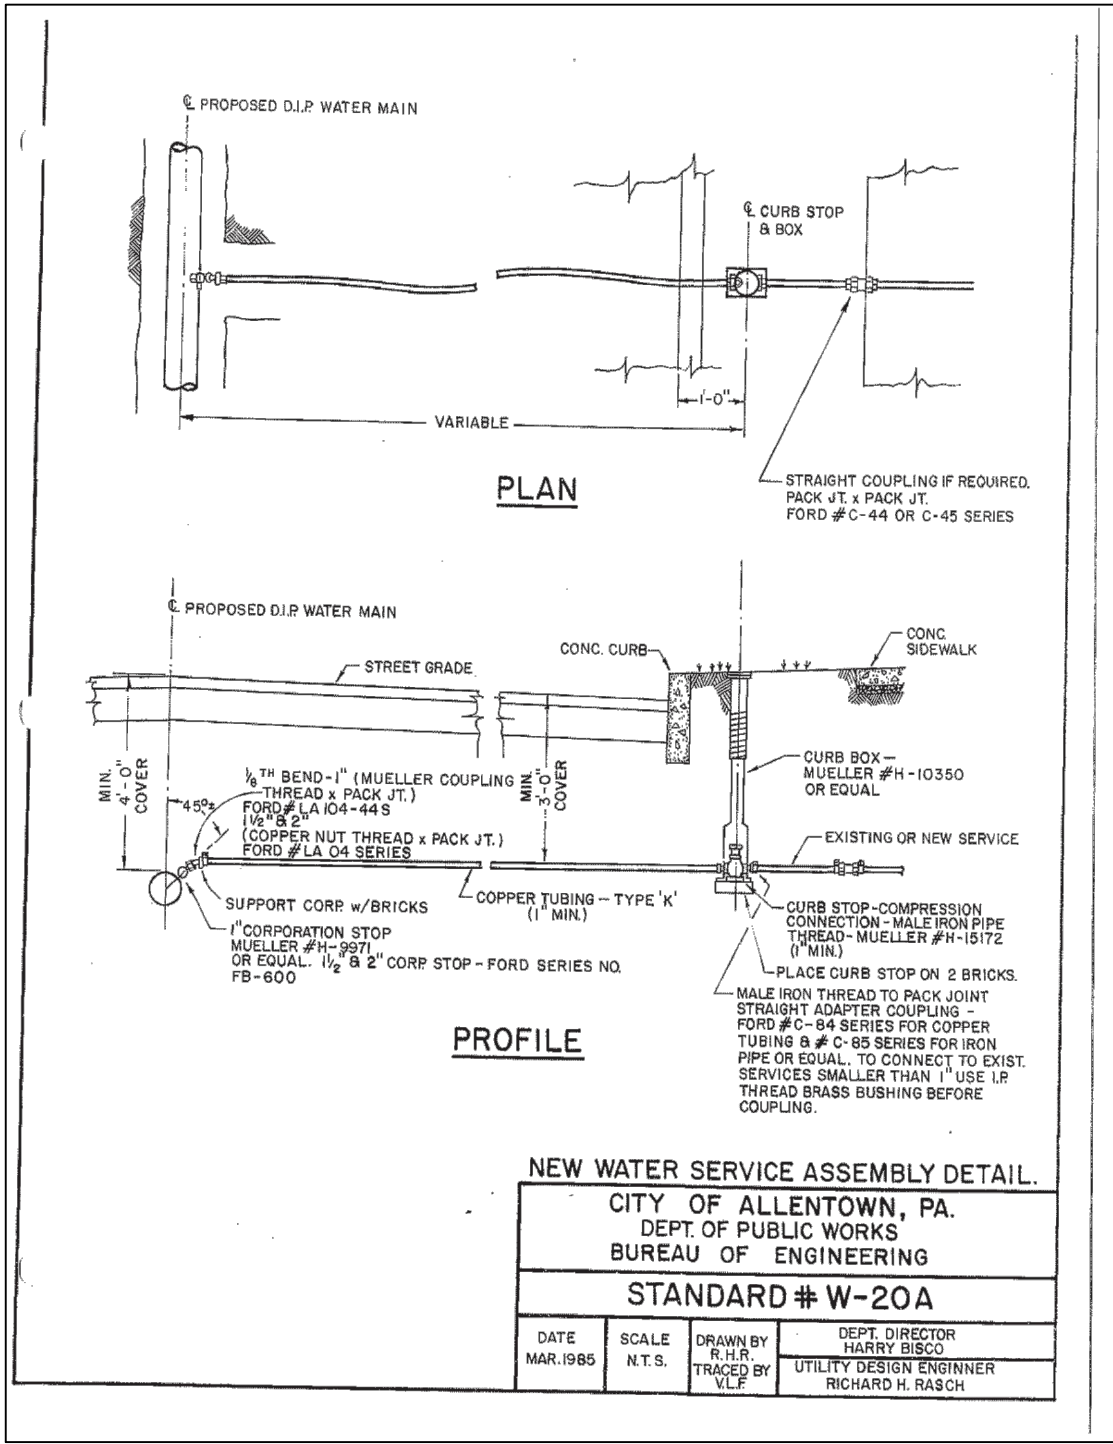 ℄ PROPOSED D.I.P. WATER MAIN
℄ CURB STOP
& BOX
1'-0"
VARIABLE
STRAIGHT COUPLING IF REQUIRED.
PACK JT. x PACK JT.
FORD #C-44 OR C-45 SERIES
PLAN
℄ PROPOSED D.I.P. WATER MAIN
STREET GRADE
CONC. CURB
CONC.
SIDEWALK
MIN.
4'-0"
COVER
45°±
1/8 TH BEND-1" (MUELLER COUPLING
THREAD x PACK JT.)
FORD # LA 104-44S
1½" & 2"
(COPPER NUT THREAD x PACK JT.)
FORD # LA 04 SERIES
MIN.
3'-0"
COVER
CURB BOX —
MUELLER #H-10350
OR EQUAL
EXISTING OR NEW SERVICE
SUPPORT CORP. w/BRICKS
COPPER TUBING - TYPE 'K'
(1" MIN.)
1" CORPORATION STOP
MUELLER #H-9971
OR EQUAL. 1½" & 2" CORP. STOP - FORD SERIES NO.
FB-600
CURB STOP-COMPRESSION
CONNECTION-MALE IRON PIPE
THREAD-MUELLER #H-15172
(1" MIN.)
PLACE CURB STOP ON 2 BRICKS.
MALE IRON THREAD TO PACK JOINT
STRAIGHT ADAPTER COUPLING -
FORD #C-84 SERIES FOR COPPER
TUBING & # C-85 SERIES FOR IRON
PIPE OR EQUAL. TO CONNECT TO EXIST.
SERVICES SMALLER THAN 1" USE I.P.
THREAD BRASS BUSHING BEFORE
COUPLING.
PROFILE
NEW WATER SERVICE ASSEMBLY DETAIL.
CITY OF ALLENTOWN, PA.
DEPT. OF PUBLIC WORKS
BUREAU OF ENGINEERING
STANDARD # W-20A
DATE
MAR.1985
SCALE
N.T.S.
DRAWN BY
R.H.R.
TRACED BY
V.L.F.
DEPT. DIRECTOR
HARRY BISCO
UTILITY DESIGN ENGINNER
RICHARD H. RASCH